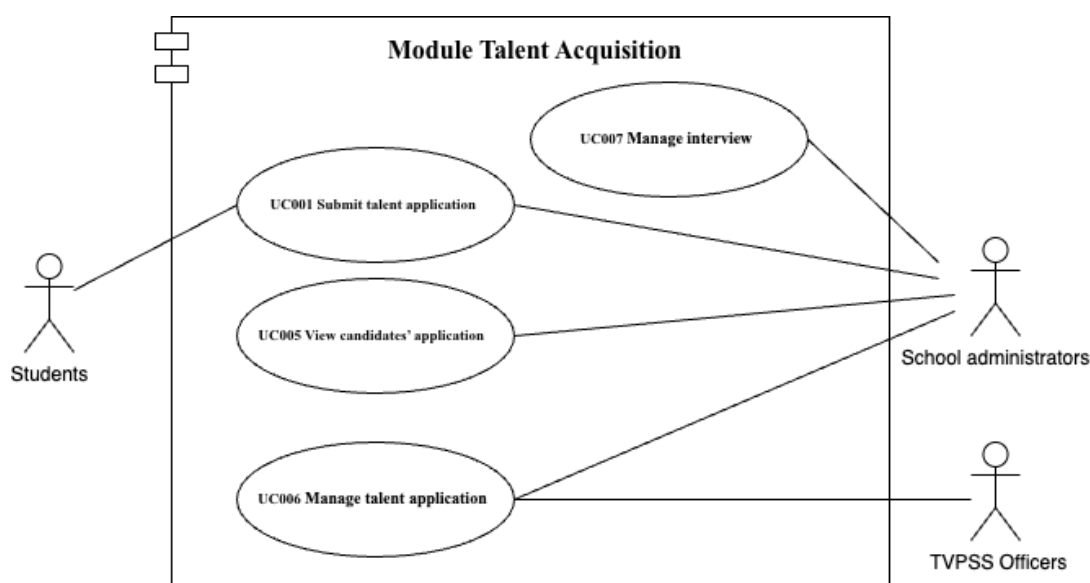 Module Talent Acquisition
UC007 Manage interview
UC001 Submit talent application
UC005 View candidates’ application
School administrators
Students
UC006 Manage talent application
TVPSS Officers